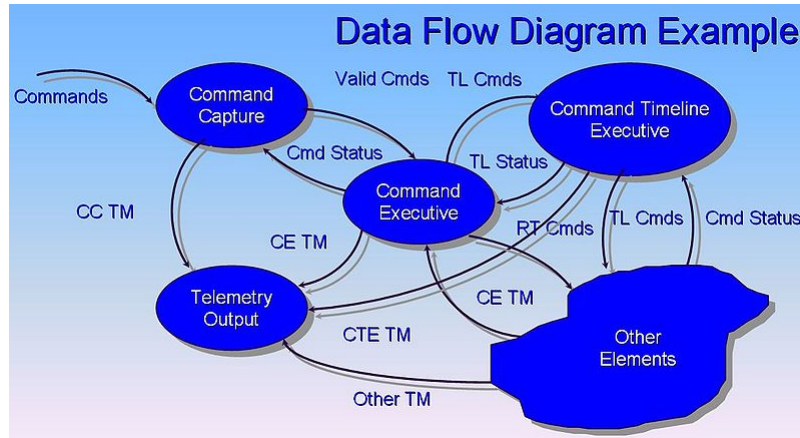 Data Flow Diagram Example
Commands
Command
Capture
Valid Cmds
TL Cmds
Command Timeline
Executive
Cmd Status
TL Status
Command
Executive
CC TM
CE TM
RT Cmds
TL Cmds
Cmd Status
Telemetry
Output
CE TM
CTE TM
Other
Elements
Other TM